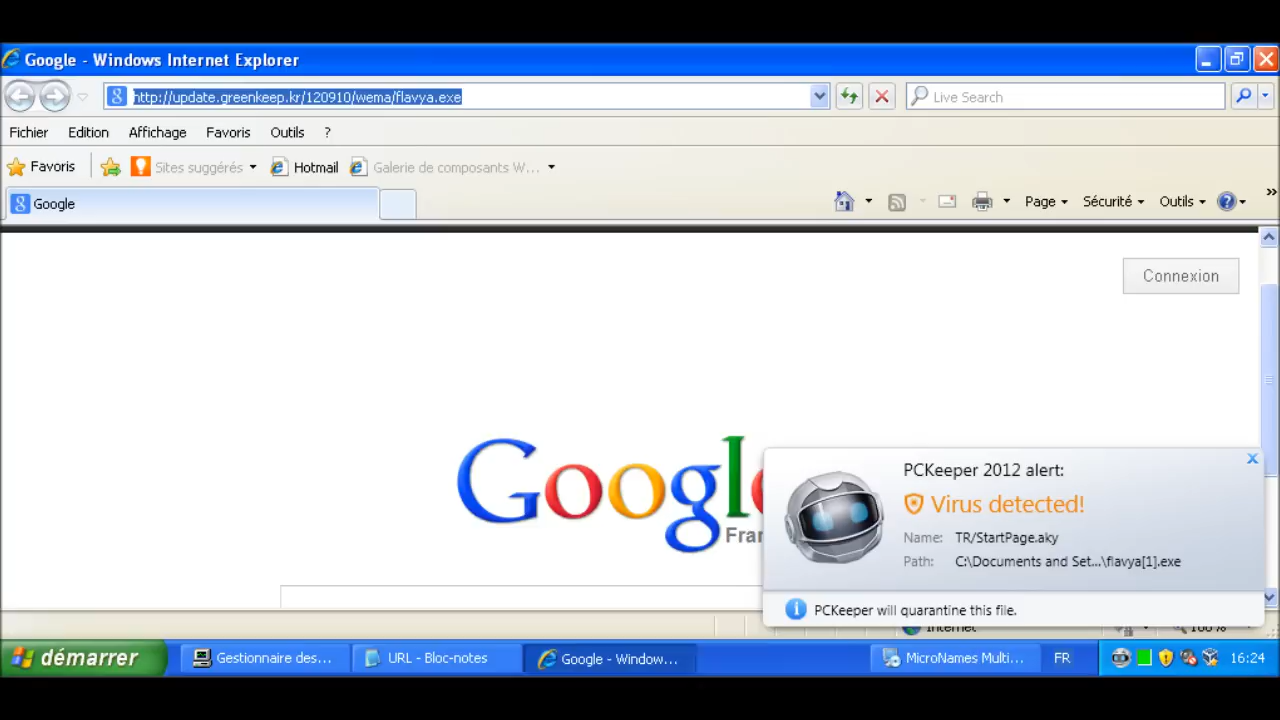 Google - Windows Internet Explorer
http://update.greenkeep.kr/120910/wema/flavya.exe
Live Search
Fichier Edition Affichage Favoris Outils ?
Favoris Sites suggérés Hotmail Galerie de composants W...
Google
Page Sécurité Outils
Connexion
Google
Fran
PCKeeper 2012 alert:
Virus detected!
Name: TR/StartPage.aky
Path: C:\Documents and Set...\flavya[1].exe
PCKeeper will quarantine this file.
Internet 100%
démarrer Gestionnaire des... URL - Bloc-notes Google - Window... MicroNames Multi... FR 16:24